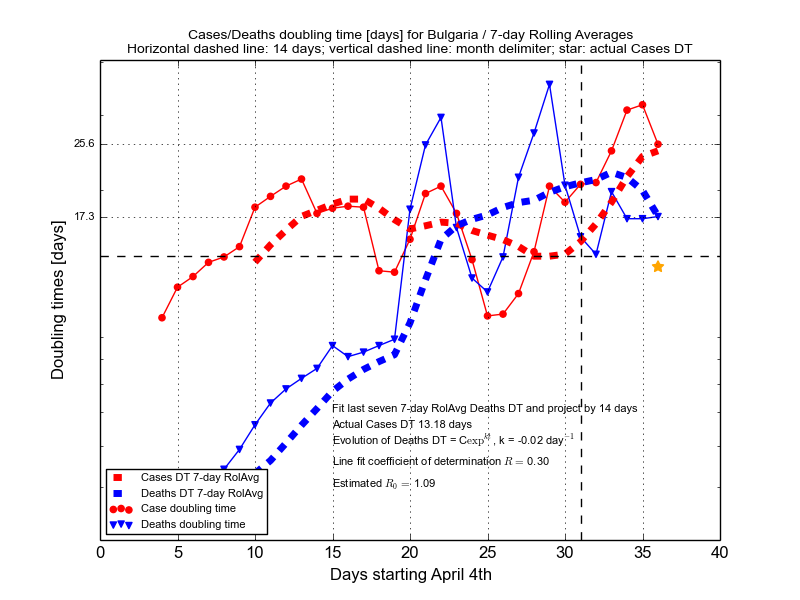 Cases/Deaths doubling time [days] for Bulgaria / 7-day Rolling Averages
Horizontal dashed line: 14 days; vertical dashed line: month delimiter; star: actual Cases DT
25.6
17.3
Doubling times [days]
Fit last seven 7-day RolAvg Deaths DT and project by 14 days
Actual Cases DT 13.18 days
Evolution of Deaths DT = Cexp^{kt}, k = -0.02 day^{-1}
Line fit coefficient of determination R = 0.30
Estimated R_0 = 1.09
Cases DT 7-day RolAvg
Deaths DT 7-day RolAvg
Case doubling time
Deaths doubling time
0 5 10 15 20 25 30 35 40
Days starting April 4th